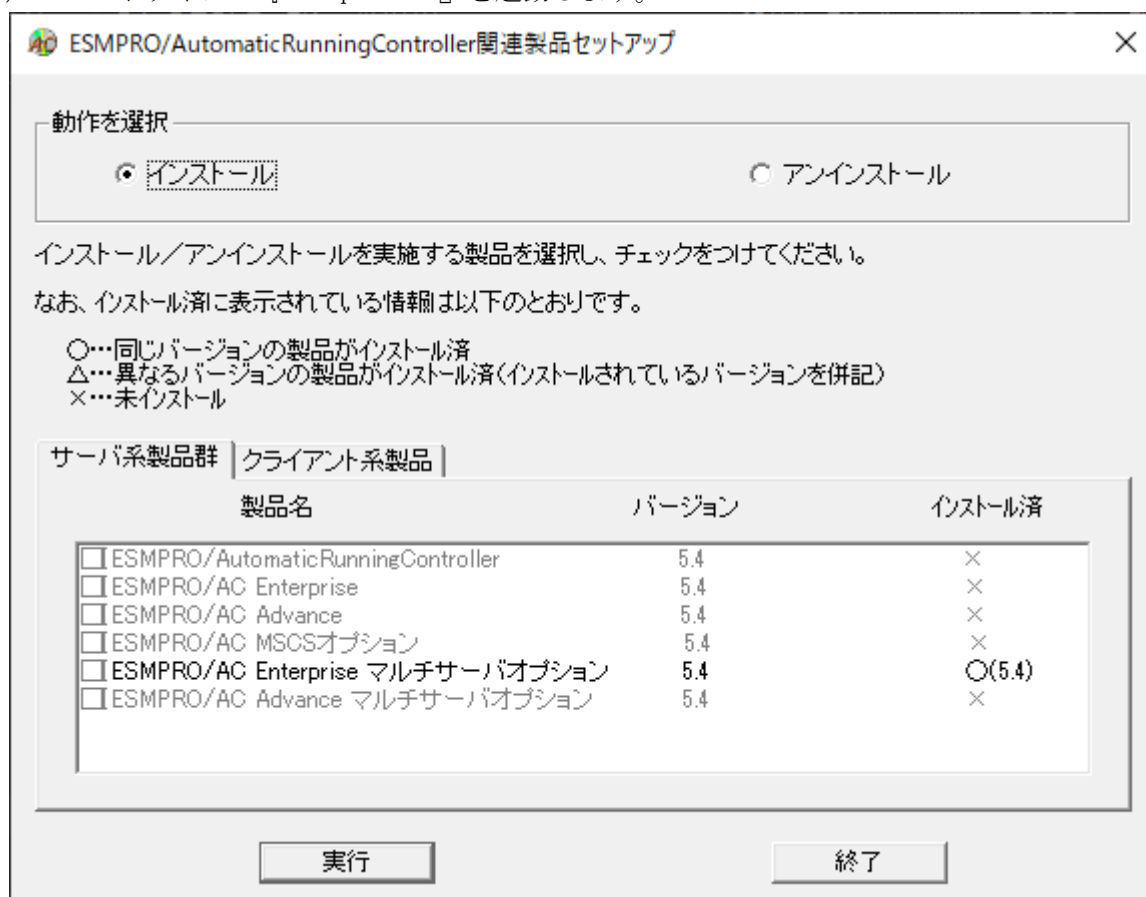 ESMPRO/AutomaticRunningController関連製品セットアップ
動作を選択
インストール
アンインストール
インストール／アンインストールを実施する製品を選択し、チェックをつけてください。
なお、インストール済に表示されている情報は以下のとおりです。
○…同じバージョンの製品がインストール済
△…異なるバージョンの製品がインストール済(インストールされているバージョンを併記)
×…未インストール
サーバ系製品群 クライアント系製品
製品名 バージョン インストール済
ESMPRO/AutomaticRunningController 5.4 ×
ESMPRO/AC Enterprise 5.4 ×
ESMPRO/AC Advance 5.4 ×
ESMPRO/AC MSCSオプション 5.4 ×
ESMPRO/AC Enterprise マルチサーバオプション 5.4 ○(5.4)
ESMPRO/AC Advance マルチサーバオプション 5.4 ×
実行
終了